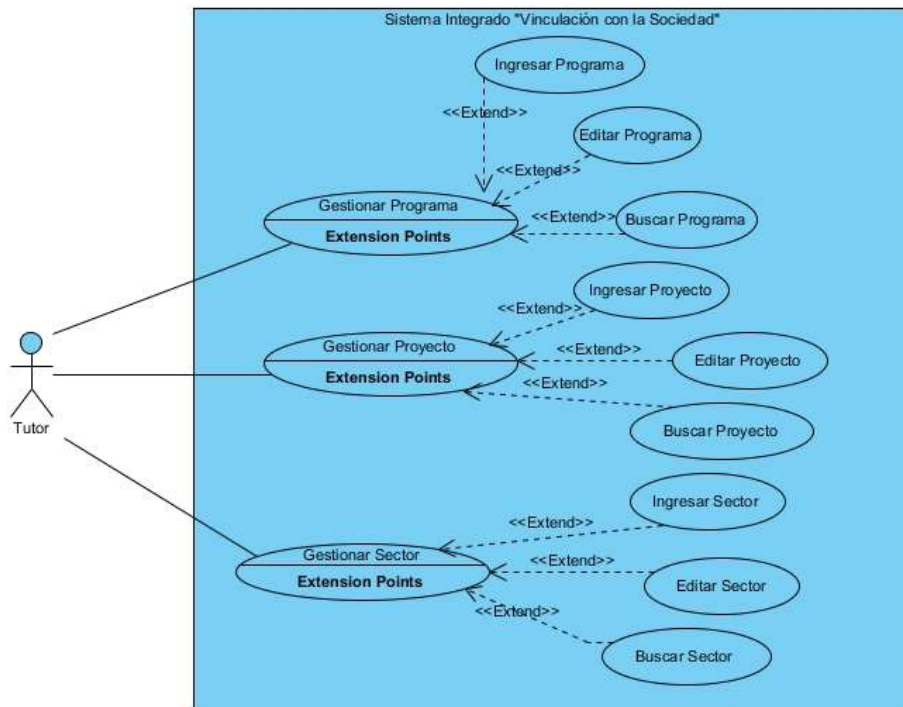 Sistema Integrado "Vinculación con la Sociedad"
Ingresar Programa
<<Extend>>
Editar Programa
<<Extend>>
Gestionar Programa
Extension Points
<<Extend>>
Buscar Programa
Ingresar Proyecto
<<Extend>>
Gestionar Proyecto
Extension Points
<<Extend>>
Editar Proyecto
<<Extend>>
Buscar Proyecto
Tutor
Ingresar Sector
<<Extend>>
Gestionar Sector
Extension Points
<<Extend>>
Editar Sector
<<Extend>>
Buscar Sector